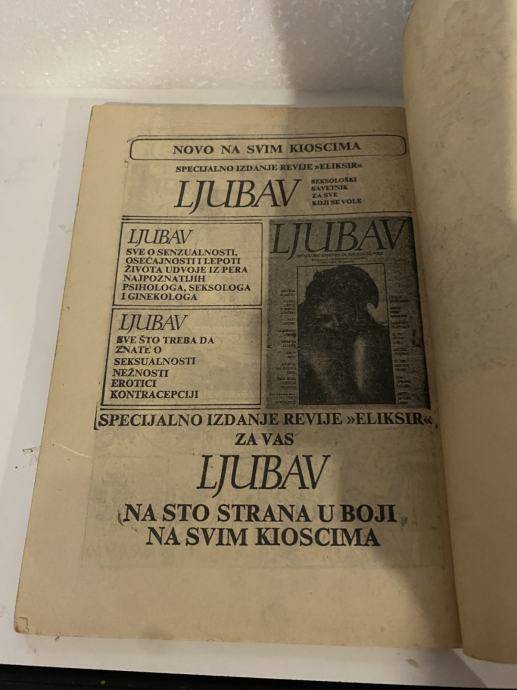 NOVO NA SVIM KIOSCIMA
SPECIJALNO IZDANJE REVIJE »ELIKSIR«
LJUBAV
SEKSOLOŠKI
SAVETNIK
ZA SVE
KOJI SE VOLE
LJUBAV
SVE O SENZUALNOSTI,
OSEĆAJNOSTI I LEPOTI
ŽIVOTA UDVOJE IZ PERA
NAJPOZNATIJIH
PSIHOLOGA, SEKSOLOGA
I GINEKOLOGA
LJUBAV
SVE ŠTO TREBA DA
ZNATE O
SEKSUALNOSTI
NEŽNOSTI
EROTICI
KONTRACEPCIJI
LJUBAV
SPECIJALNO IZDANJE REVIJE »ELIKSIR«
ZA VAS
LJUBAV
NA STO STRANA U BOJI
NA SVIM KIOSCIMA